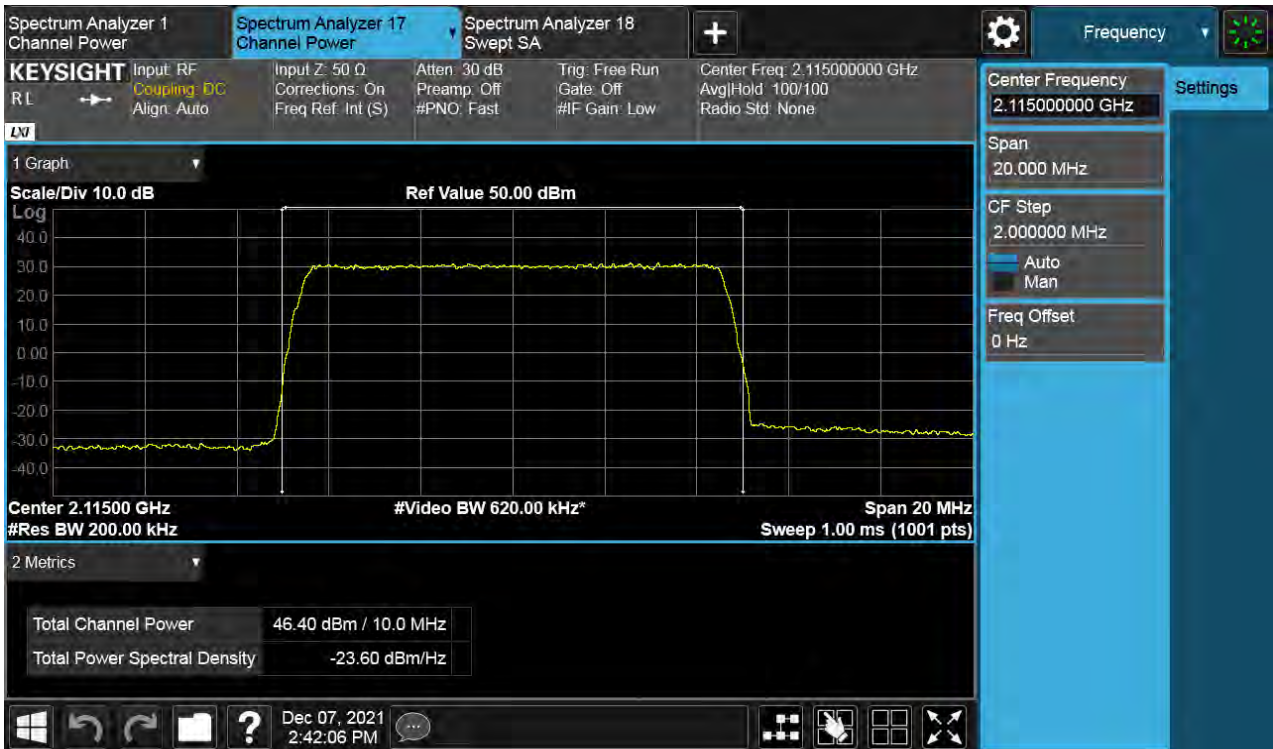 Spectrum Analyzer 1
Channel Power
Spectrum Analyzer 17
Channel Power
Spectrum Analyzer 18
Swept SA
Frequency
KEYSIGHT
RL
LXI
Input: RF
Coupling: DC
Align: Auto
Input Z: 50 Ω
Corrections: On
Freq Ref: Int (S)
Atten: 30 dB
Preamp: Off
#PNO: Fast
Trig: Free Run
Gate: Off
#IF Gain: Low
Center Freq: 2.115000000 GHz
Avg|Hold: 100/100
Radio Std: None
1 Graph
Scale/Div 10.0 dB
Ref Value 50.00 dBm
Log
40.0
30.0
20.0
10.0
0.00
-10.0
-20.0
-30.0
-40.0
Center 2.11500 GHz
#Video BW 620.00 kHz*
Span 20 MHz
#Res BW 200.00 kHz
Sweep 1.00 ms (1001 pts)
2 Metrics
Total Channel Power 46.40 dBm / 10.0 MHz
Total Power Spectral Density -23.60 dBm/Hz
Dec 07, 2021
2:42:06 PM
Center Frequency
2.115000000 GHz
Settings
Span
20.000 MHz
CF Step
2.000000 MHz
Auto
Man
Freq Offset
0 Hz